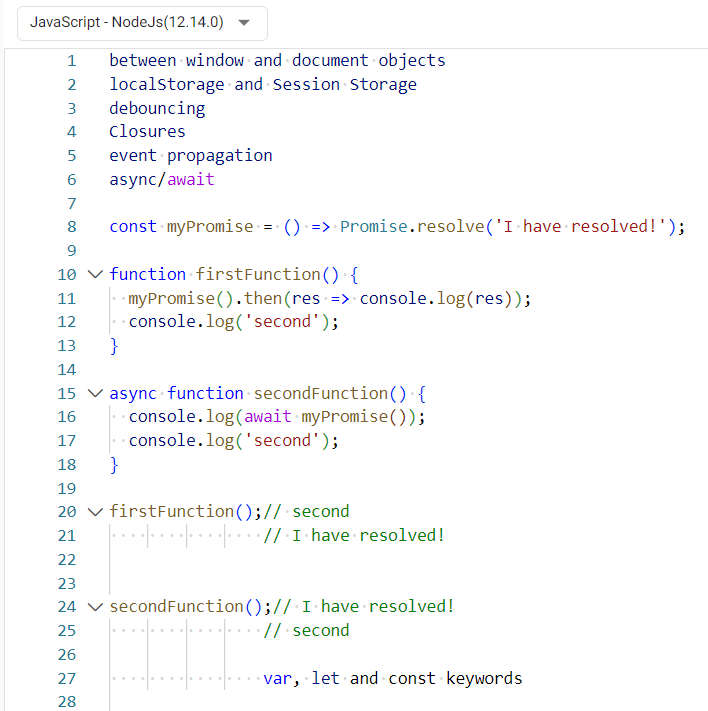 JavaScript - NodeJs(12.14.0)
1 between window and document objects
2 localStorage and Session Storage
3 debouncing
4 Closures
5 event propagation
6 async/await
7
8 const myPromise = () => Promise.resolve('I have resolved!');
9
10 function firstFunction() {
11 myPromise().then(res => console.log(res));
12 console.log('second');
13 }
14
15 async function secondFunction() {
16 console.log(await myPromise());
17 console.log('second');
18 }
19
20 firstFunction();// second
21 // I have resolved!
22
23
24 secondFunction();// I have resolved!
25 // second
26
27 var, let and const keywords
28